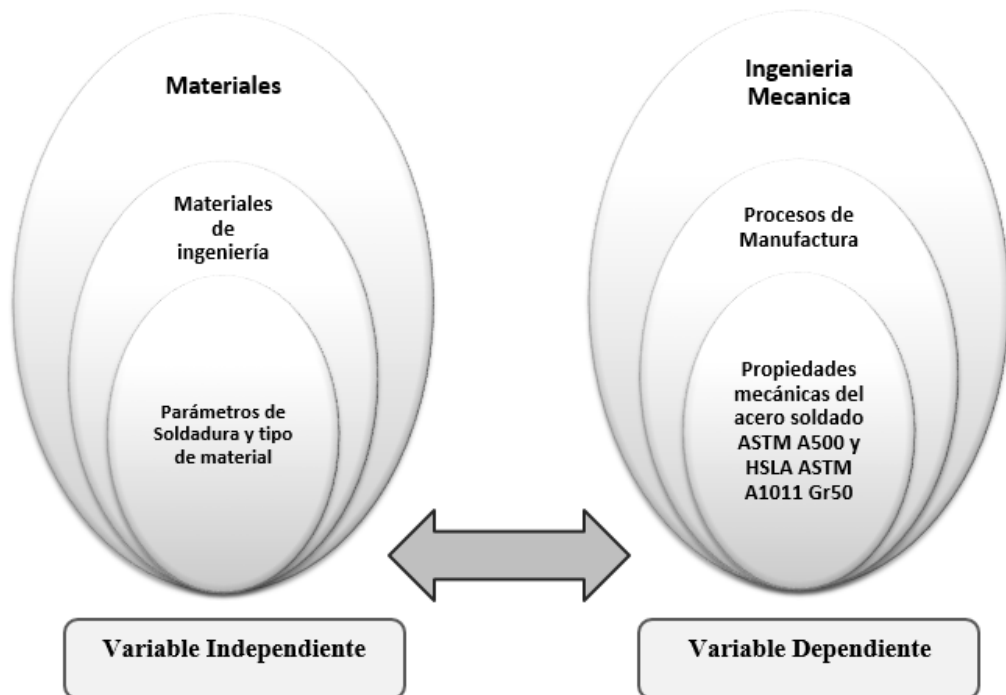 Materiales
Materiales
de
ingeniería
Parámetros de
Soldadura y tipo
de material
Variable Independiente
Ingenieria
Mecanica
Procesos de
Manufactura
Propiedades
mecánicas del
acero soldado
ASTM A500 y
HSLA ASTM
A1011 Gr50
Variable Dependiente